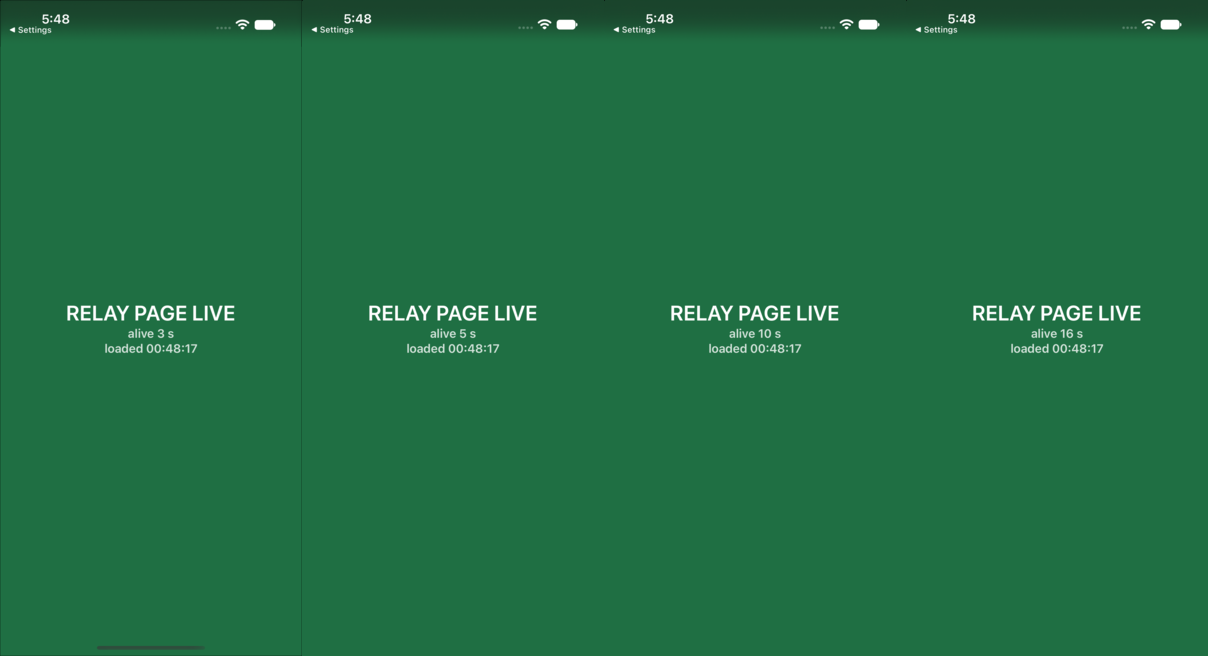 5:48
◀ Settings
RELAY PAGE LIVE
alive 3 s
loaded 00:48:17
5:48
◀ Settings
RELAY PAGE LIVE
alive 5 s
loaded 00:48:17
5:48
◀ Settings
RELAY PAGE LIVE
alive 10 s
loaded 00:48:17
5:48
◀ Settings
RELAY PAGE LIVE
alive 16 s
loaded 00:48:17